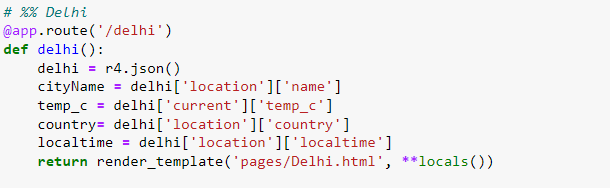 # %% Delhi
@app.route('/delhi')
def delhi():
    delhi = r4.json()
    cityName = delhi['location']['name']
    temp_c = delhi['current']['temp_c']
    country= delhi['location']['country']
    localtime = delhi['location']['localtime']
    return render_template('pages/Delhi.html', **locals())